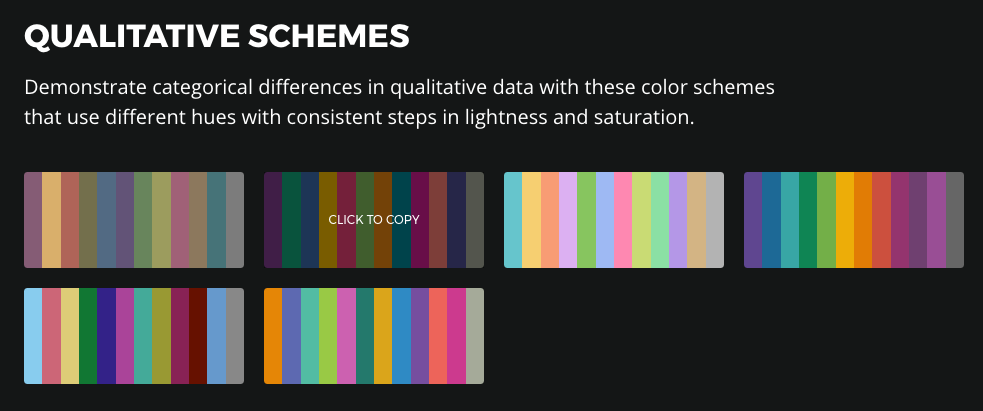 QUALITATIVE SCHEMES
Demonstrate categorical differences in qualitative data with these color schemes
that use different hues with consistent steps in lightness and saturation.
CLICK TO COPY